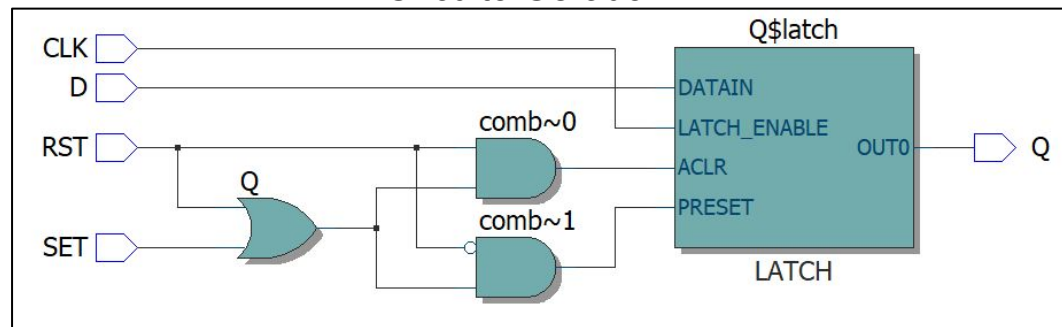 Q$latch
CLK
D
DATAIN
comb~0
LATCH_ENABLE
RST
OUT0
Q
ACLR
Q
PRESET
comb~1
SET
LATCH